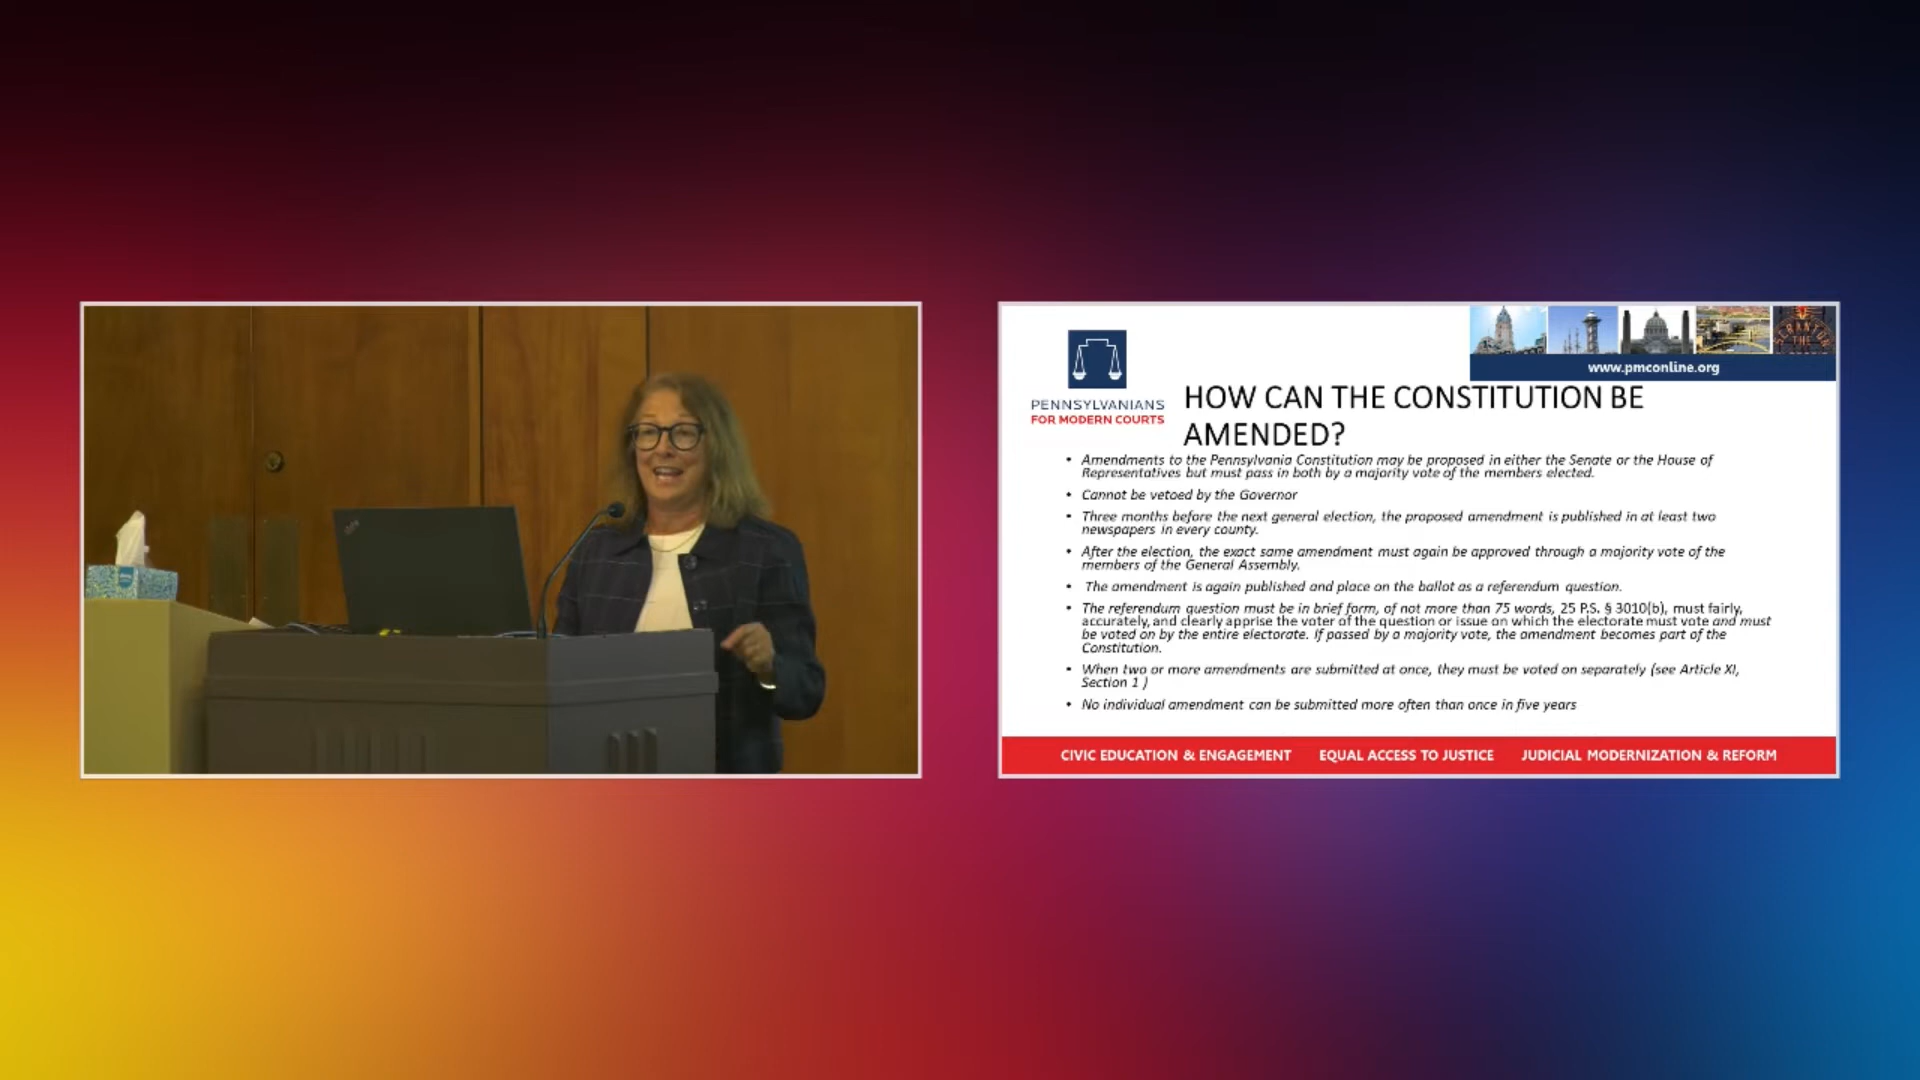 www.pmconline.org
PENNSYLVANIANS
FOR MODERN COURTS
HOW CAN THE CONSTITUTION BE
AMENDED?
• Amendments to the Pennsylvania Constitution may be proposed in either the Senate or the House of
Representatives but must pass in both by a majority vote of the members elected.
• Cannot be vetoed by the Governor
• Three months before the next general election, the proposed amendment is published in at least two
newspapers in every county.
• After the election, the exact same amendment must again be approved through a majority vote of the
members of the General Assembly.
• The amendment is again published and place on the ballot as a referendum question.
• The referendum question must be in brief form, of not more than 75 words, 25 P.S. § 3010(b), must fairly,
accurately, and clearly apprise the voter of the question or issue on which the electorate must vote and must
be voted on by the entire electorate. If passed by a majority vote, the amendment becomes part of the
Constitution.
• When two or more amendments are submitted at once, they must be voted on separately (see Article XI,
Section 1 )
• No individual amendment can be submitted more often than once in five years
CIVIC EDUCATION & ENGAGEMENT EQUAL ACCESS TO JUSTICE JUDICIAL MODERNIZATION & REFORM